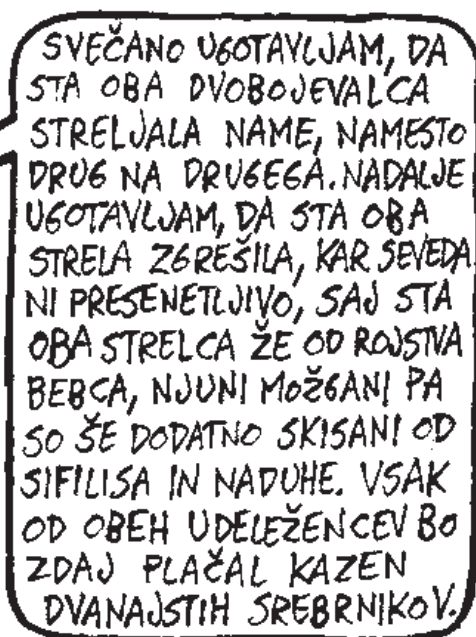 SVEČANO UGOTAVLJAM, DA
STA OBA DVOBOJEVALCA
STRELJALA NAME, NAMESTO
DRUG NA DRUGEGA. NADALJE
UGOTAVLJAM, DA STA OBA
STRELA ZGREŠILA, KAR SEVEDA
NI PRESENETLJIVO, SAJ STA
OBA STRELCA ŽE OD ROJSTVA
BEBCA, NJUNI MOŽGANI PA
SO ŠE DODATNO SKISANI OD
SIFILISA IN NADUHE. VSAK
OD OBEH UDELEŽENCEV BO
ZDAJ PLAČAL KAZEN
DVANAJSTIH SREBRNIKOV.